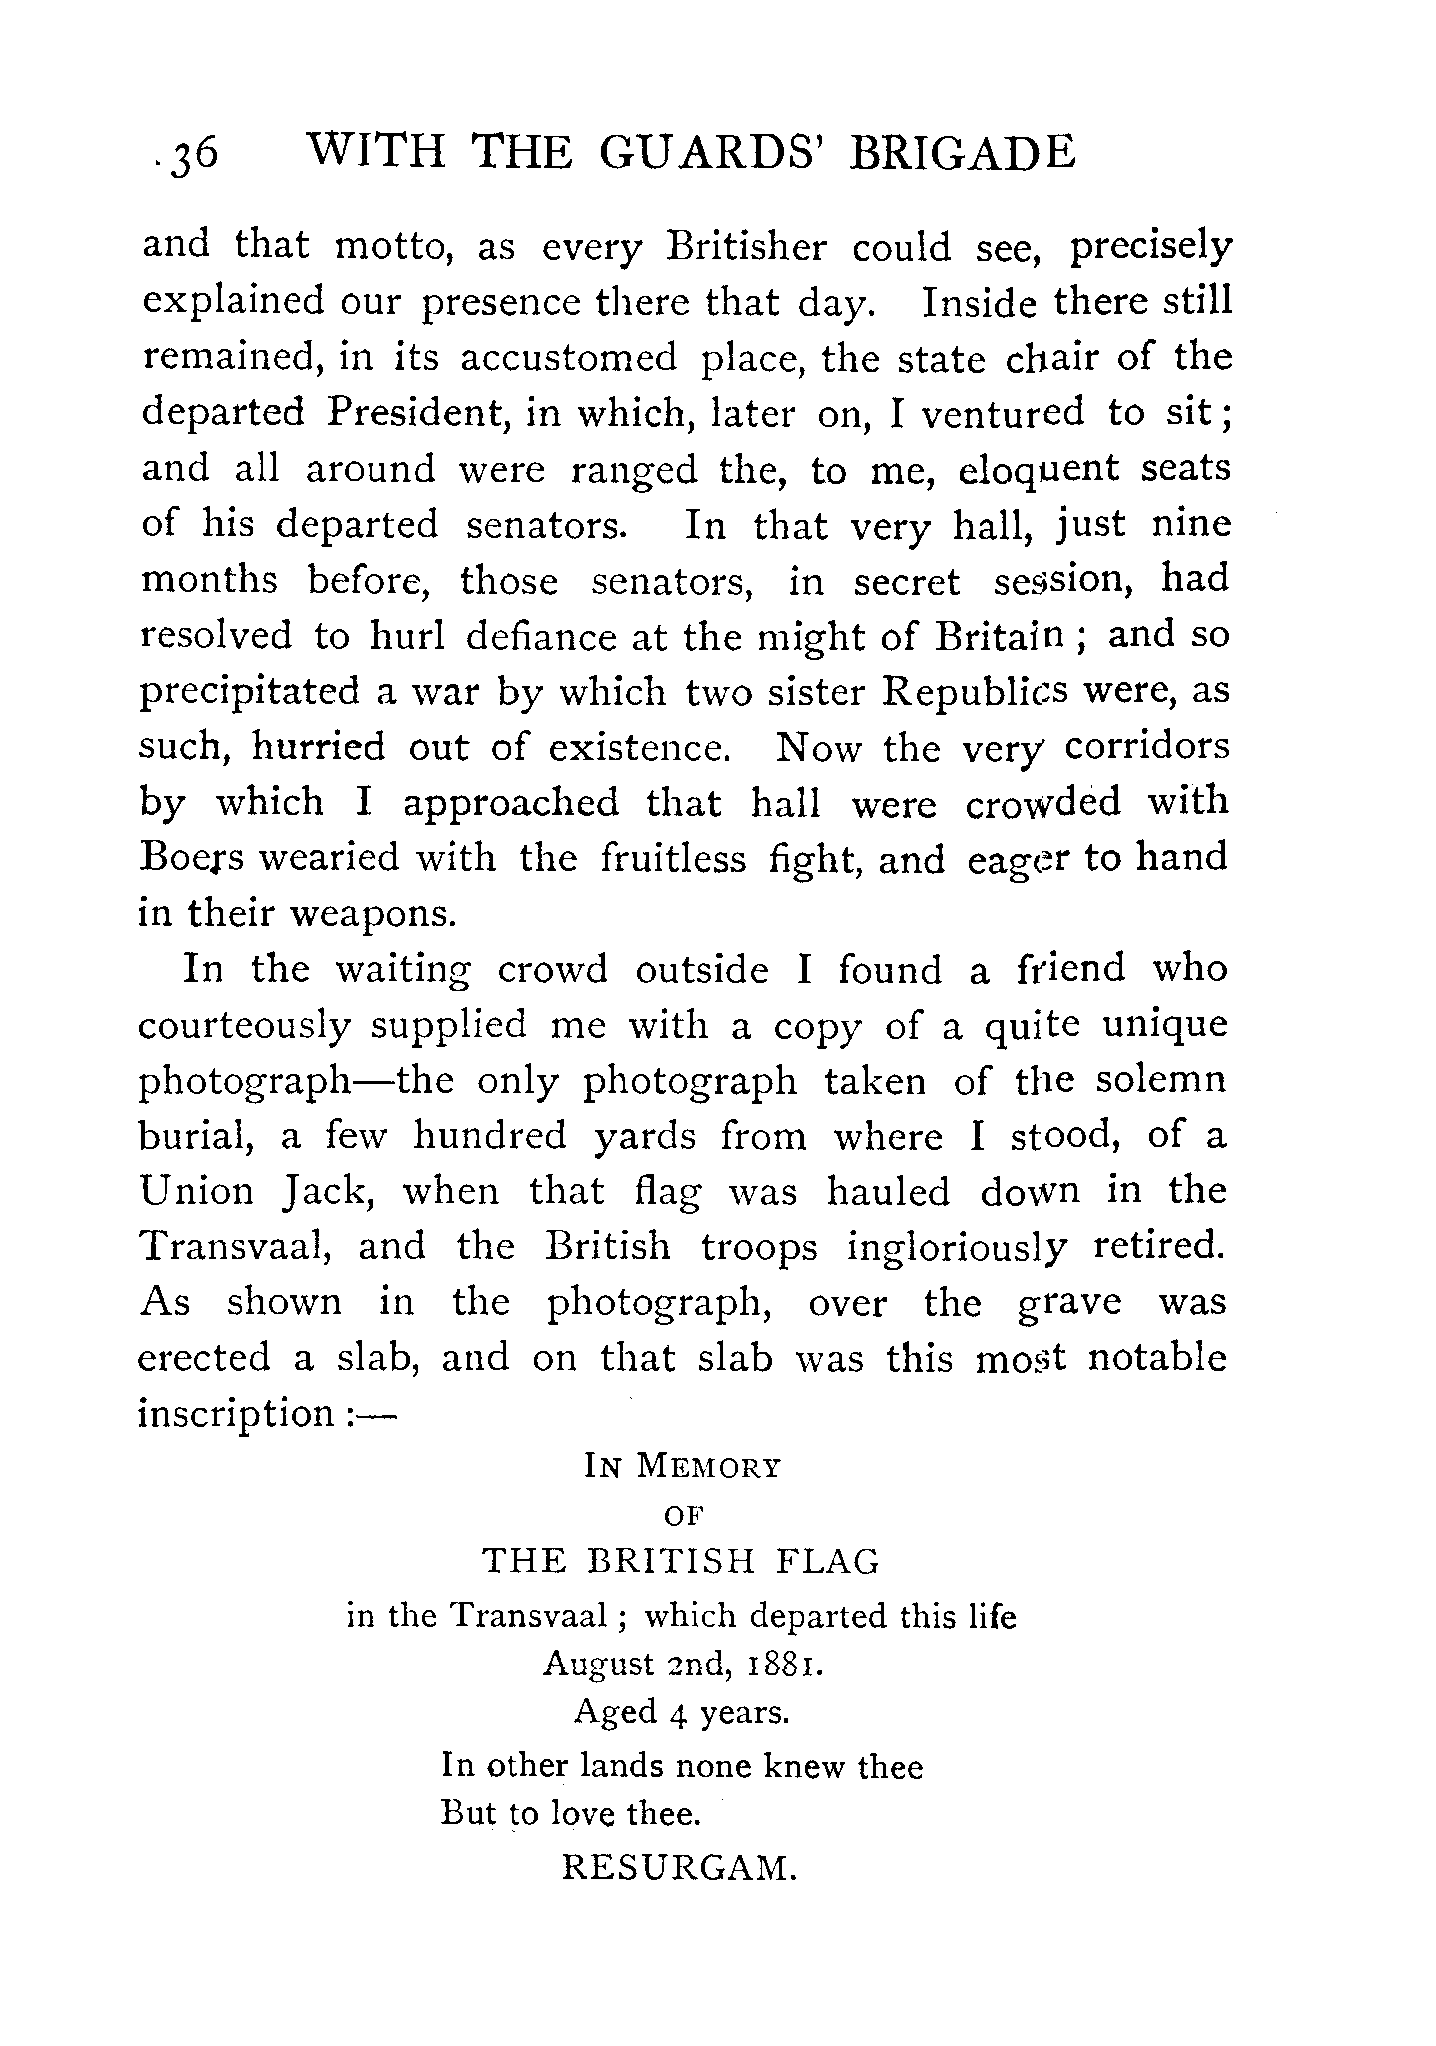 36 WITH THE GUARDS' BRIGADE
and that motto, as every Britisher could see, precisely
explained our presence there that day. Inside there still
remained, in its accustomed place, the state chair of the
departed President, in which, later on, I ventured to sit ;
and all around were ranged the, to me, eloquent seats
of his departed senators. In that very hall, just nine
months before, those senators, in secret session, had
resolved to hurl defiance at the might of Britain ; and so
precipitated a war by which two sister Republics were, as
such, hurried out of existence. Now the very corridors
by which I approached that hall were crowded with
Boers wearied with the fruitless fight, and eager to hand
in their weapons.
In the waiting crowd outside I found a friend who
courteously supplied me with a copy of a quite unique
photograph—the only photograph taken of the solemn
burial, a few hundred yards from where I stood, of a
Union Jack, when that flag was hauled down in the
Transvaal, and the British troops ingloriously retired.
As shown in the photograph, over the grave was
erected a slab, and on that slab was this most notable
inscription :—
IN MEMORY
OF
THE BRITISH FLAG
in the Transvaal ; which departed this life
August 2nd, 1881.
Aged 4 years.
In other lands none knew thee
But to love thee.
RESURGAM.